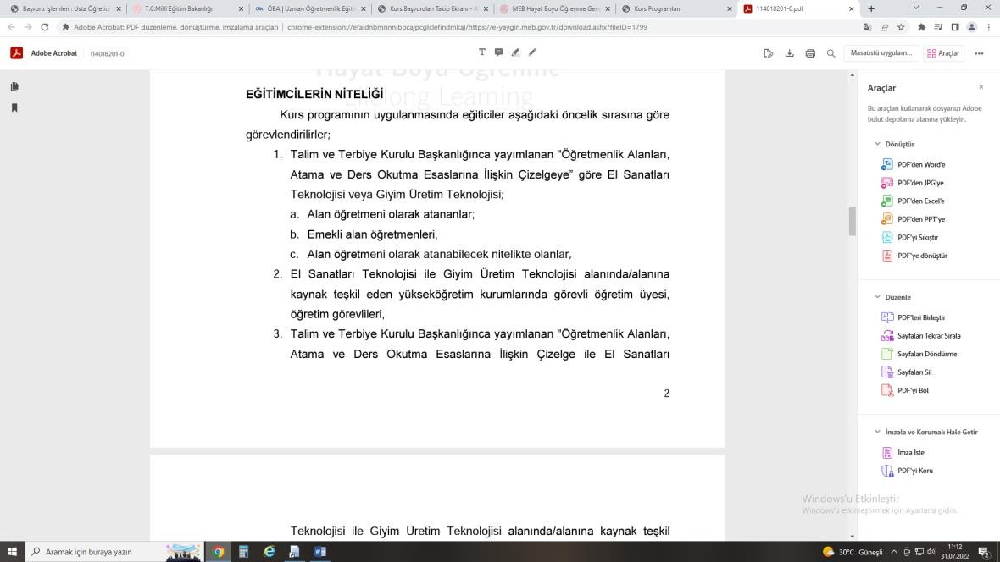 Başvuru İşlemleri : Usta Öğretici
T.C.Millî Eğitim Bakanlığı
ÖBA | Uzman Öğretmenlik Eğiti
Kurs Başvuruları Takip Ekranı - A
MEB Hayat Boyu Öğrenme Gen
Kurs Programları
114018201-0.pdf
Adobe Acrobat: PDF düzenleme, dönüştürme, imzalama araçları | chrome-extension://efaidnbmnnnibpcajpcglclefindmkaj/https://e-yaygin.meb.gov.tr/download.ashx?fileID=1799
Adobe Acrobat
114018201-0
Masaüstü uygulam...
Araçlar
Hayat Boyu Öğrenme
Lifelong Learning
EĞİTİMCİLERİN NİTELİĞİ
Kurs programının uygulanmasında eğiticiler aşağıdaki öncelik sırasına göre
görevlendirilirler;
1. Talim ve Terbiye Kurulu Başkanlığınca yayımlanan "Öğretmenlik Alanları,
Atama ve Ders Okutma Esaslarına İlişkin Çizelgeye” göre El Sanatları
Teknolojisi veya Giyim Üretim Teknolojisi;
a. Alan öğretmeni olarak atananlar;
b. Emekli alan öğretmenleri,
c. Alan öğretmeni olarak atanabilecek nitelikte olanlar,
2. El Sanatları Teknolojisi ile Giyim Üretim Teknolojisi alanında/alanına
kaynak teşkil eden yükseköğretim kurumlarında görevli öğretim üyesi,
öğretim görevlileri,
3. Talim ve Terbiye Kurulu Başkanlığınca yayımlanan "Öğretmenlik Alanları,
Atama ve Ders Okutma Esaslarına İlişkin Çizelge ile El Sanatları
2
Teknolojisi ile Giyim Üretim Teknolojisi alanında/alanına kaynak teşkil
Araçlar
Bu araçları kullanarak dosyanızı Adobe
bulut depolama alanına yükleyin.
Dönüştür
PDF'den Word'e
PDF'den JPG'ye
PDF'den Excel'e
PDF'den PPT'ye
PDF'yi Sıkıştır
PDF'ye dönüştür
Düzenle
PDF'leri Birleştir
Sayfaları Tekrar Sırala
Sayfaları Döndürme
Sayfaları Sil
PDF'yi Böl
İmzala ve Korumalı Hale Getir
İmza İste
PDF'yi Koru
Windows'u Etkinleştir
Windows'u etkinleştirmek için Ayarlar'a gidin.
Aramak için buraya yazın
30°C Güneşli
11:12
31.07.2022
2